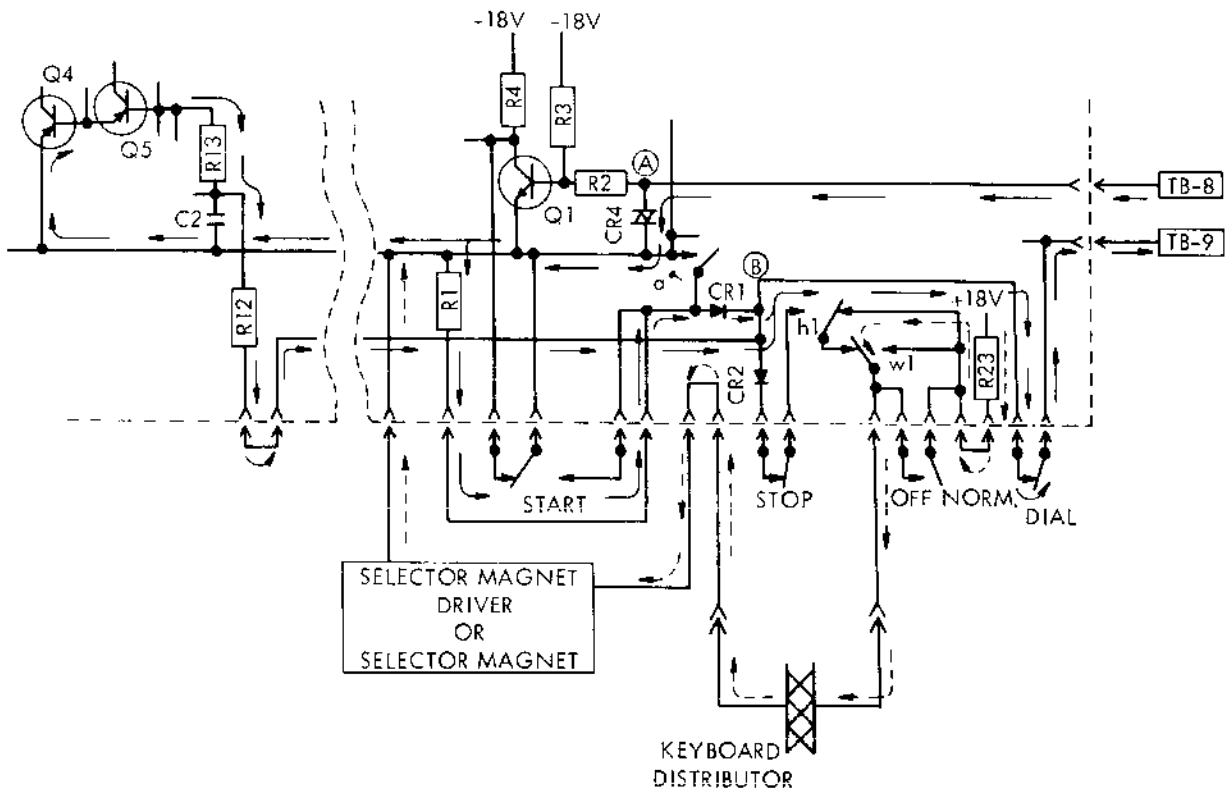 -18V -18V
Q4
Q5
R13
C2
R12
R4
R3
R2
A
Q1
CR4
TB-8
TB-9
R1
a
CR1
B
+18V
h1
w1
R23
CR2
START
STOP
OFF NORM.
DIAL
SELECTOR MAGNET
DRIVER
OR
SELECTOR MAGNET
KEYBOARD
DISTRIBUTOR